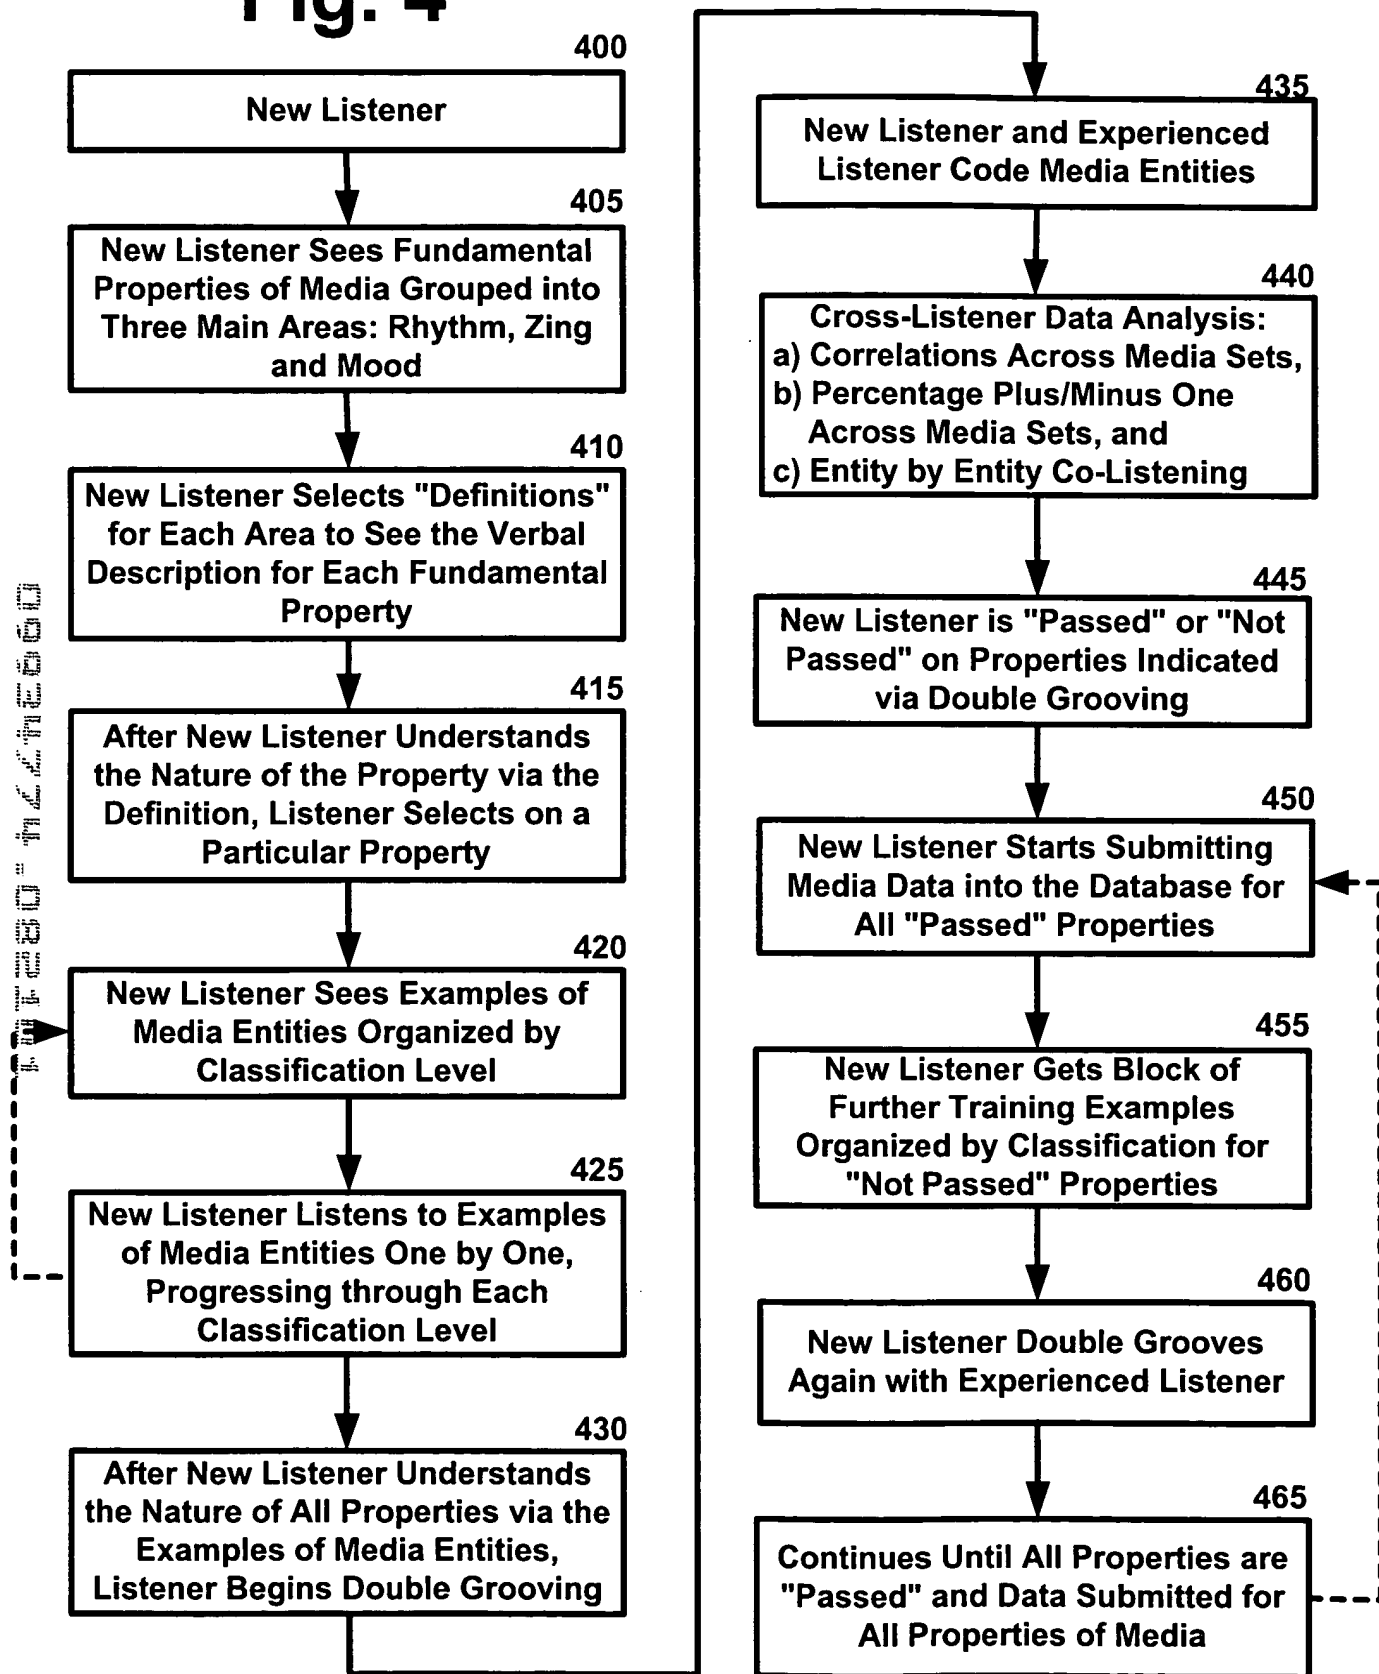 Fig. 4
400
New Listener
405
New Listener Sees Fundamental
Properties of Media Grouped into
Three Main Areas: Rhythm, Zing
and Mood
410
New Listener Selects "Definitions"
for Each Area to See the Verbal
Description for Each Fundamental
Property
415
After New Listener Understands
the Nature of the Property via the
Definition, Listener Selects on a
Particular Property
420
New Listener Sees Examples of
Media Entities Organized by
Classification Level
425
New Listener Listens to Examples
of Media Entities One by One,
Progressing through Each
Classification Level
430
After New Listener Understands
the Nature of All Properties via the
Examples of Media Entities,
Listener Begins Double Grooving
435
New Listener and Experienced
Listener Code Media Entities
440
Cross-Listener Data Analysis:
a) Correlations Across Media Sets,
b) Percentage Plus/Minus One
Across Media Sets, and
c) Entity by Entity Co-Listening
445
New Listener is "Passed" or "Not
Passed" on Properties Indicated
via Double Grooving
450
New Listener Starts Submitting
Media Data into the Database for
All "Passed" Properties
455
New Listener Gets Block of
Further Training Examples
Organized by Classification for
"Not Passed" Properties
460
New Listener Double Grooves
Again with Experienced Listener
465
Continues Until All Properties are
"Passed" and Data Submitted for
All Properties of Media